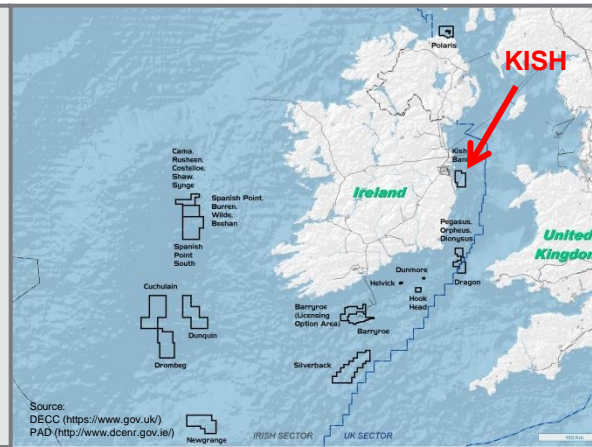 Polaris
KISH
Kish
Bank
Cama.
Rusheen.
Costelloe.
Shaw.
Synge
Spanish Point.
Burren.
Wilde.
Beehan
Ireland
Spanish
Point
South
Pegasus.
Orpheus.
Dionysus
United
Kingdom
Dunmore
Helvick
Dragon
Hook
Head
Cuchulain
Barryroe
(Licensing
Option Area)
Barryroe
Dunquin
Drombeg
Silverback
Source:
DECC (https://www.gov.uk/)
PAD (http://www.dcenr.gov.ie/)
Newgrange
IRISH SECTOR
UK SECTOR
100 Km